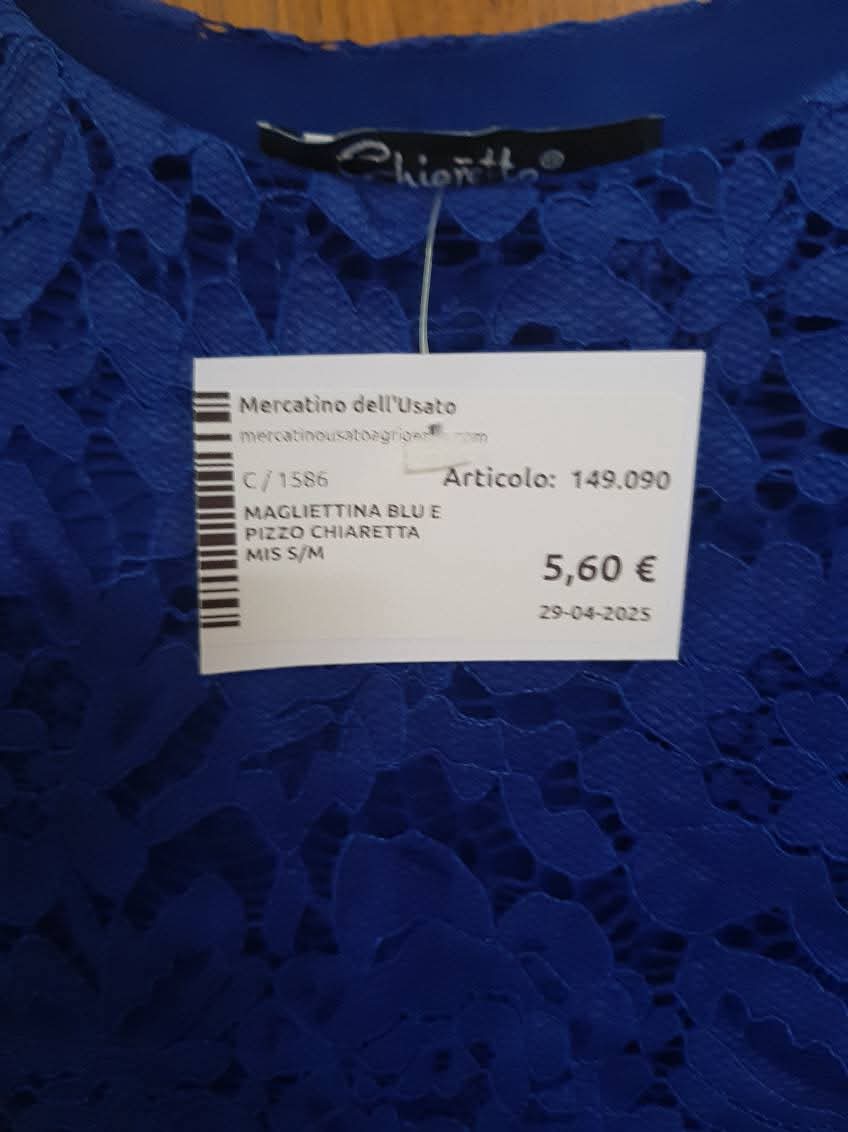 Chiaretta®
Mercatino dell'Usato
C / 1586
Articolo: 149.090
MAGLIETTINA BLU E
PIZZO CHIARETTA
MIS S/M
5,60 €
29-04-2025